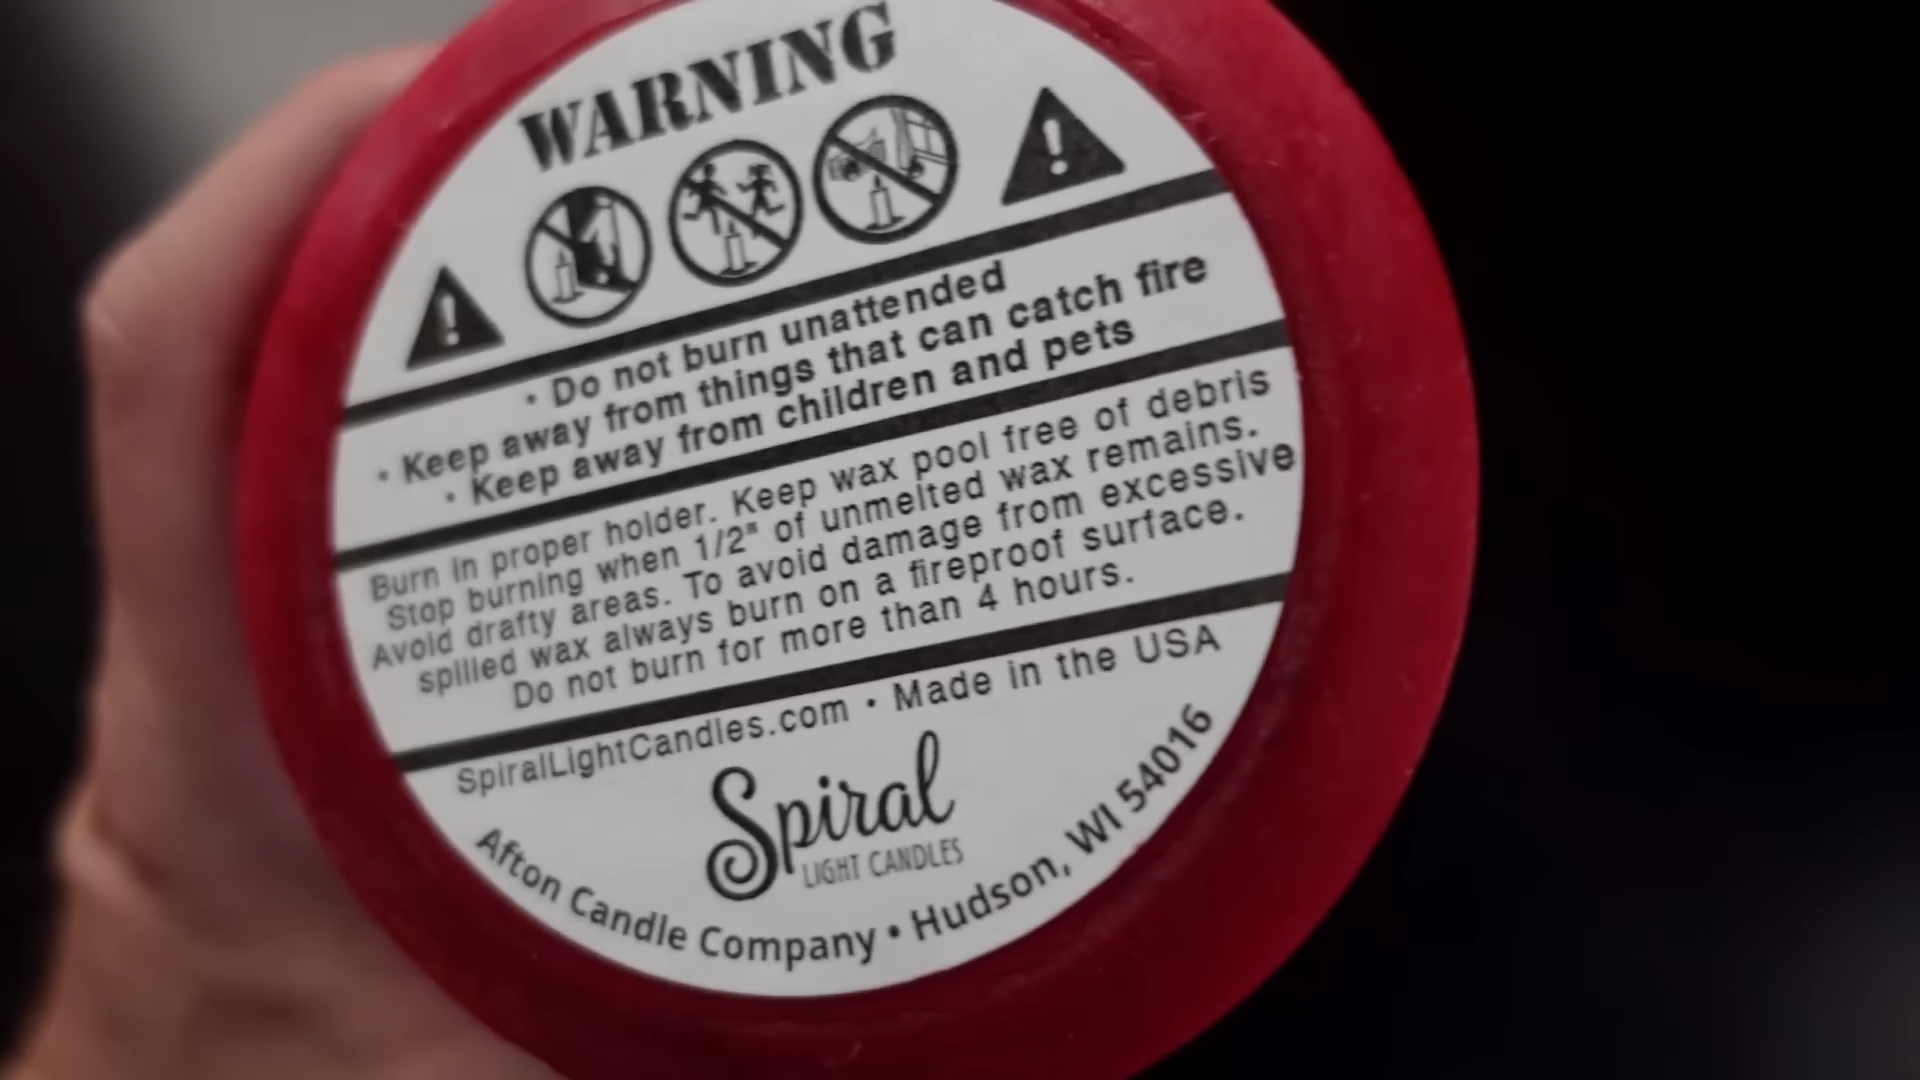 WARNING
• Do not burn unattended
• Keep away from things that can catch fire
• Keep away from children and pets
Burn in proper holder. Keep wax pool free of debris
Stop burning when 1/2" of unmelted wax remains.
Avoid drafty areas. To avoid damage from excessive
spilled wax always burn on a fireproof surface.
Do not burn for more than 4 hours.
SpiralLightCandles.com • Made in the USA
Spiral
LIGHT CANDLES
Afton Candle Company • Hudson, WI 54016